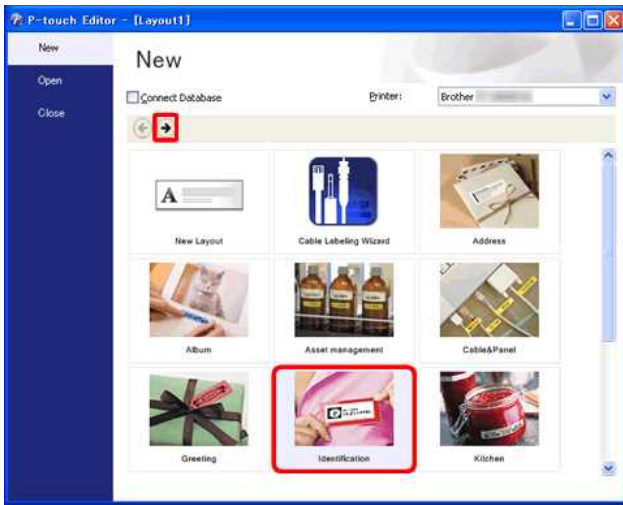 P-touch Editor - [Layout1]
New
Open
Close
New
Connect Database
Printer:
Brother
A
New Layout
Cable Labeling Wizard
Address
Album
Asset management
Cable&Panel
Greeting
Identification
Kitchen